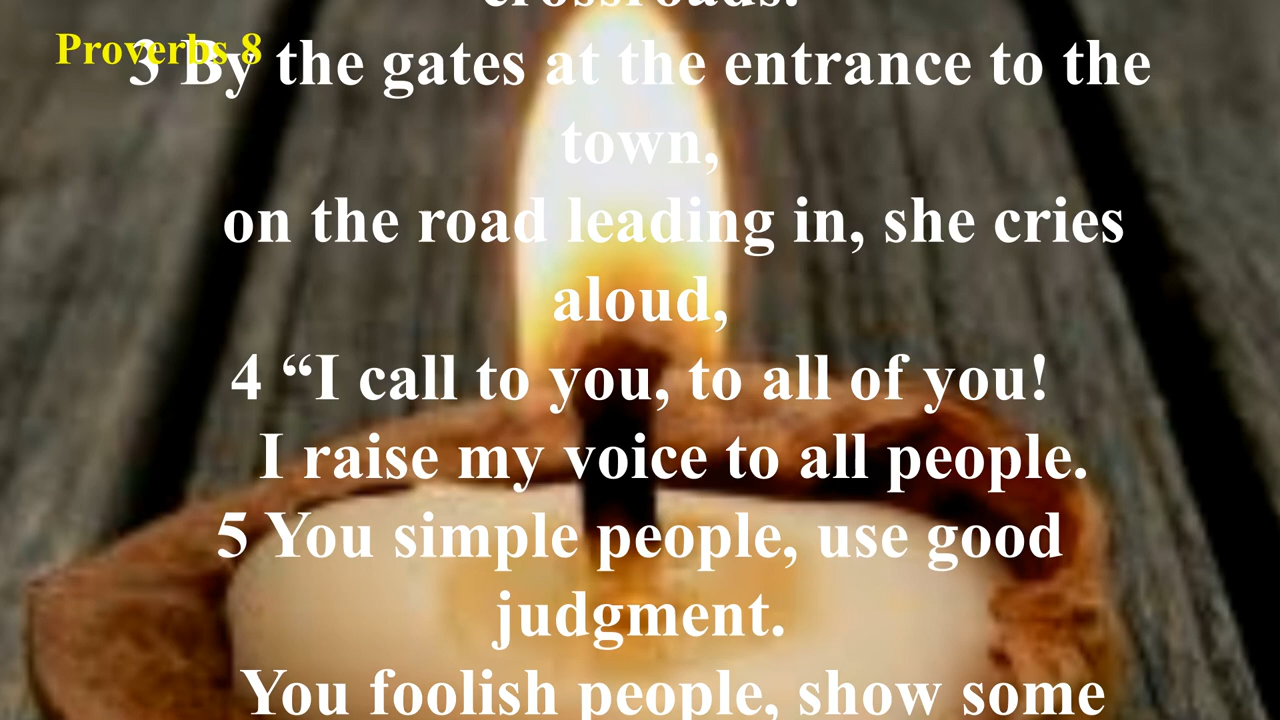 crossroads.
Proverbs 8
3 By the gates at the entrance to the
town,
on the road leading in, she cries
aloud,
4 “I call to you, to all of you!
I raise my voice to all people.
5 You simple people, use good
judgment.
You foolish people, show some